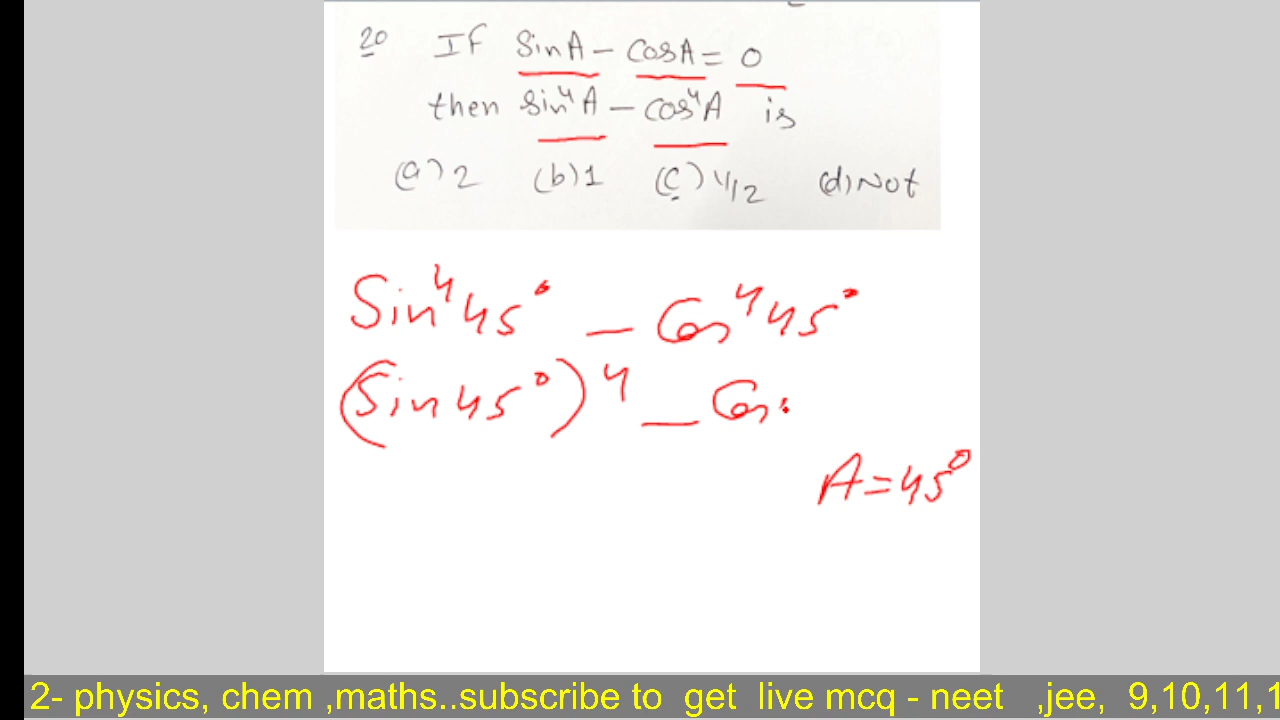 20 If sinA - cosA = 0
then sin⁴A - cos⁴A is
(a) 2 (b) 1 (c) 1/2 (d) Not
Sin⁴45° - Cos⁴45°
(Sin45°)⁴ - Cos
A=45°
2- physics, chem ,maths..subscribe to get live mcq - neet ,jee, 9,10,11,1